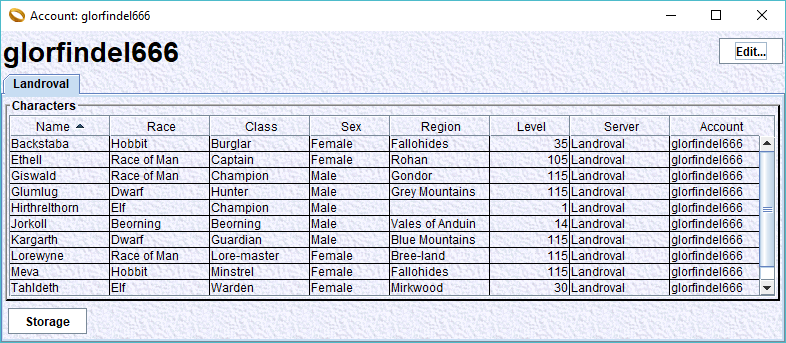 Account: glorfindel666
glorfindel666
Edit...
Landroval
Characters
Name Race Class Sex Region Level Server Account
Backstaba Hobbit Burglar Female Fallohides 35 Landroval glorfindel666
Ethell Race of Man Captain Female Rohan 105 Landroval glorfindel666
Giswald Race of Man Champion Male Gondor 115 Landroval glorfindel666
Glumlug Dwarf Hunter Male Grey Mountains 115 Landroval glorfindel666
Hirthrelthorn Elf Champion Male 1 Landroval glorfindel666
Jorkoll Beorning Beorning Male Vales of Anduin 14 Landroval glorfindel666
Kargarth Dwarf Guardian Male Blue Mountains 115 Landroval glorfindel666
Lorewyne Race of Man Lore-master Female Bree-land 115 Landroval glorfindel666
Meva Hobbit Minstrel Female Fallohides 115 Landroval glorfindel666
Tahldeth Elf Warden Female Mirkwood 30 Landroval glorfindel666
Storage